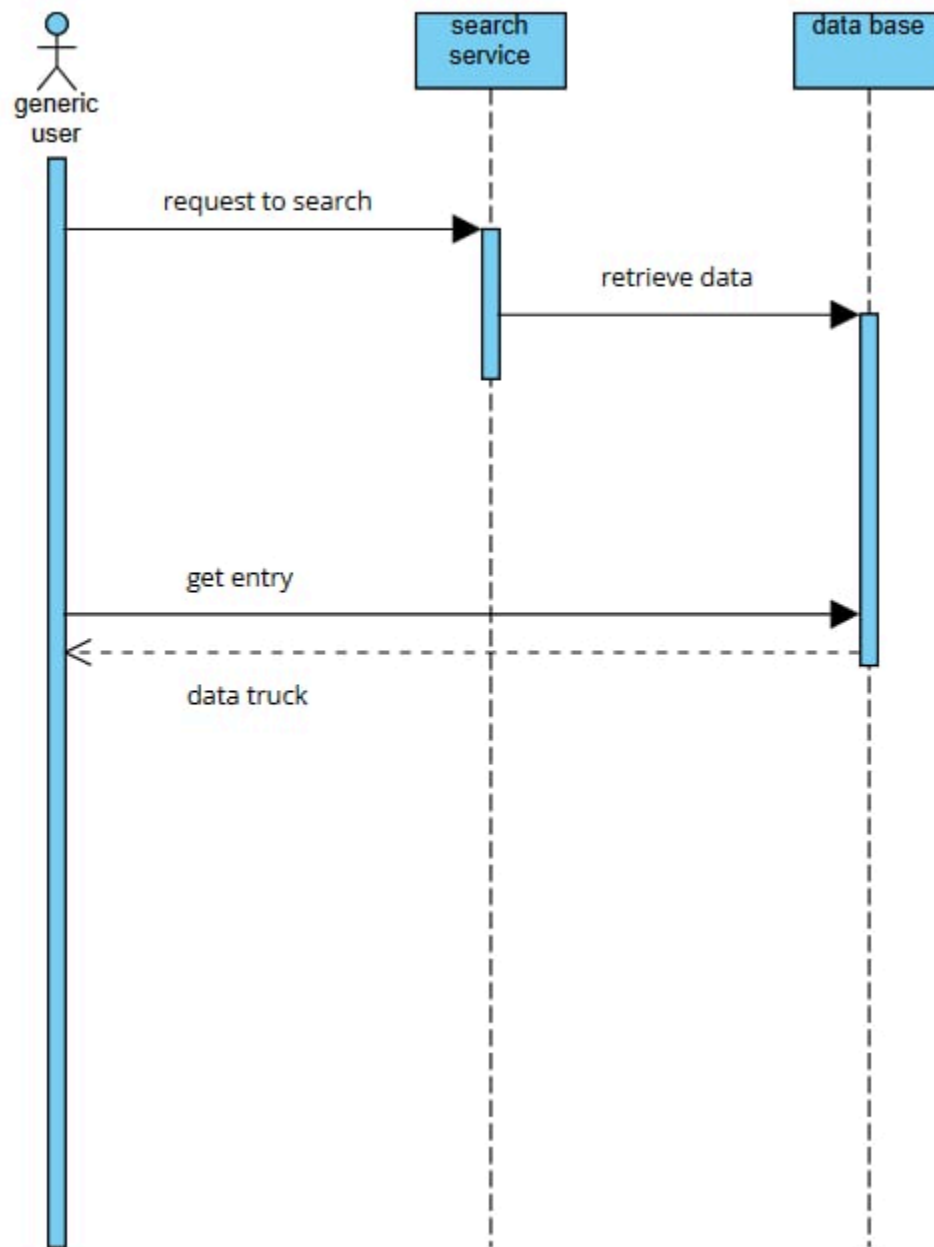 search
service
data base
generic
user
request to search
retrieve data
get entry
data truck